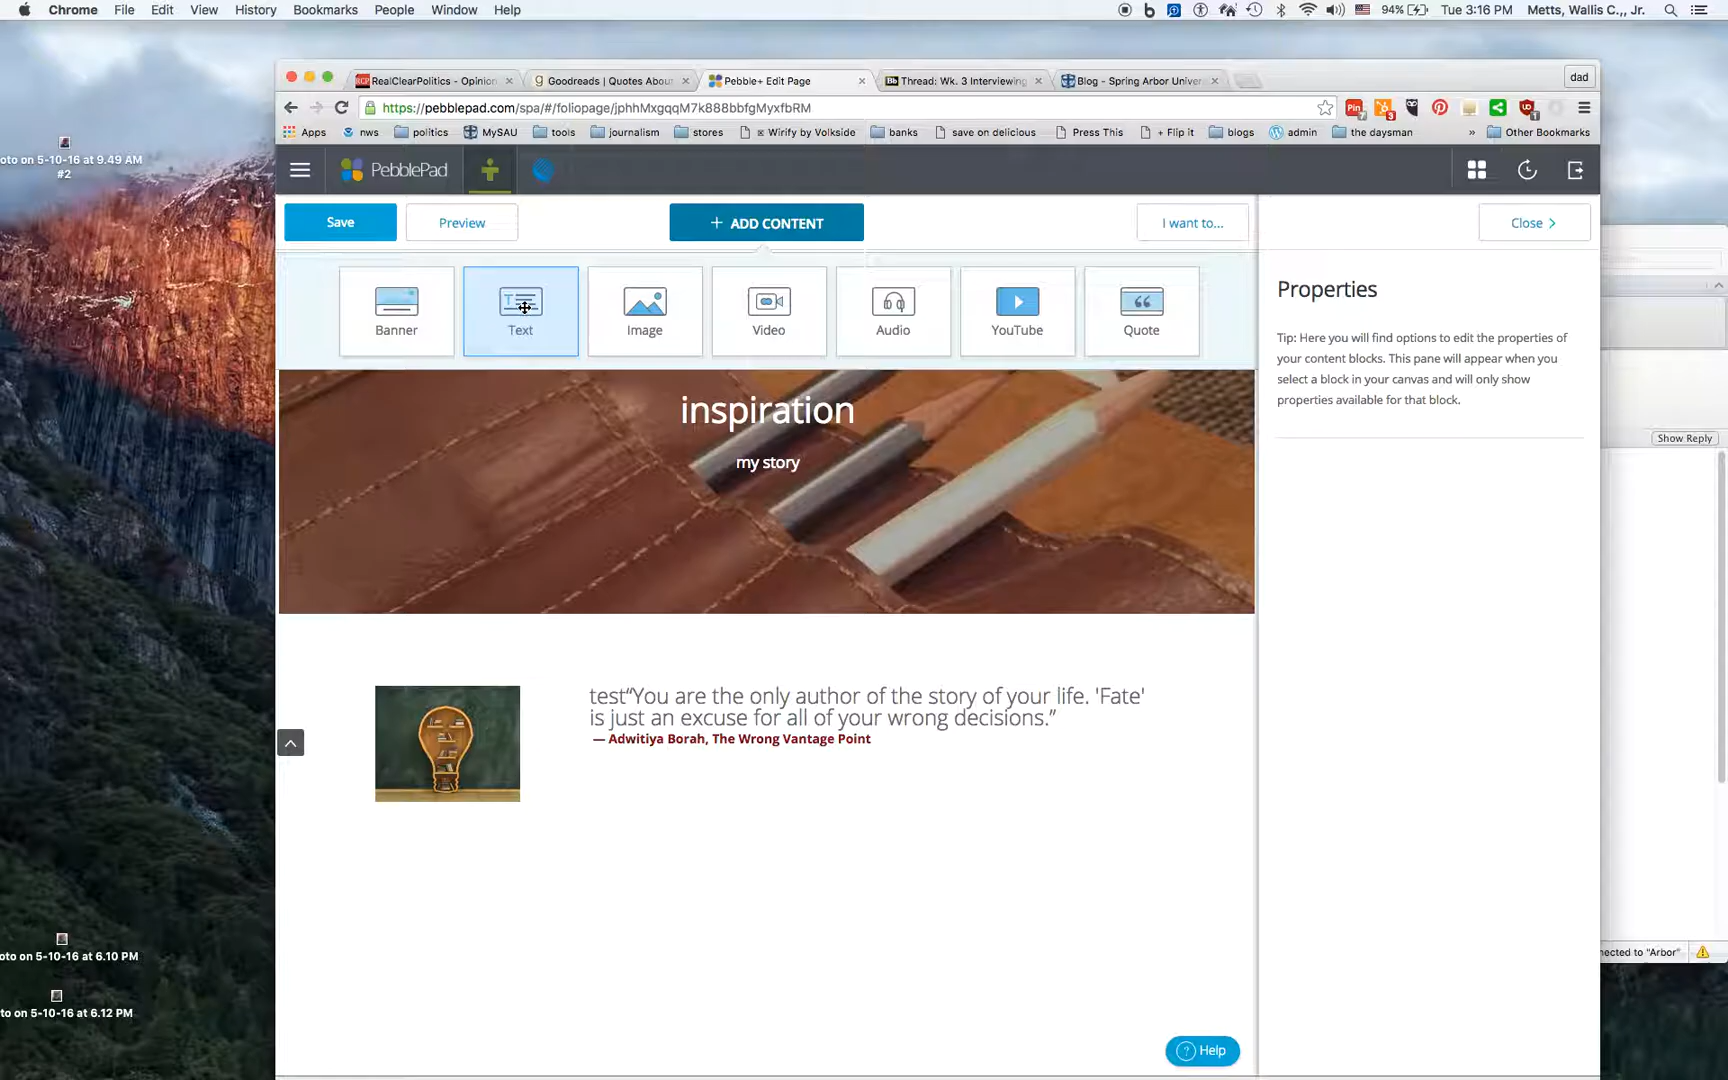 Chrome File Edit View History Bookmarks People Window Help
94% Tue 3:16 PM Metts, Wallis C.,, Jr.
RealClearPolitics - Opinion
Goodreads | Quotes About
Pebble+ Edit Page
Thread: Wk. 3 Interviewing
Blog - Spring Arbor Univer
dad
https://pebblepad.com/spa/#/foliopage/jphhMxgqqM7k888bbfgMyxfbRM
Apps nws politics MySAU tools journalism stores Wirify by Volkside banks save on delicious Press This + Flip it blogs admin the daysman » Other Bookmarks
oto on 5-10-16 at 9.49 AM
#2
PebblePad
Save
Preview
+ ADD CONTENT
I want to...
Close
Banner
Text
Image
Video
Audio
YouTube
Quote
Properties
Tip: Here you will find options to edit the properties of
your content blocks. This pane will appear when you
select a block in your canvas and will only show
properties available for that block.
Show Reply
inspiration
my story
test“You are the only author of the story of your life. 'Fate'
is just an excuse for all of your wrong decisions.”
— Adwitiya Borah, The Wrong Vantage Point
oto on 5-10-16 at 6.10 PM
to on 5-10-16 at 6.12 PM
nected to "Arbor"
? Help